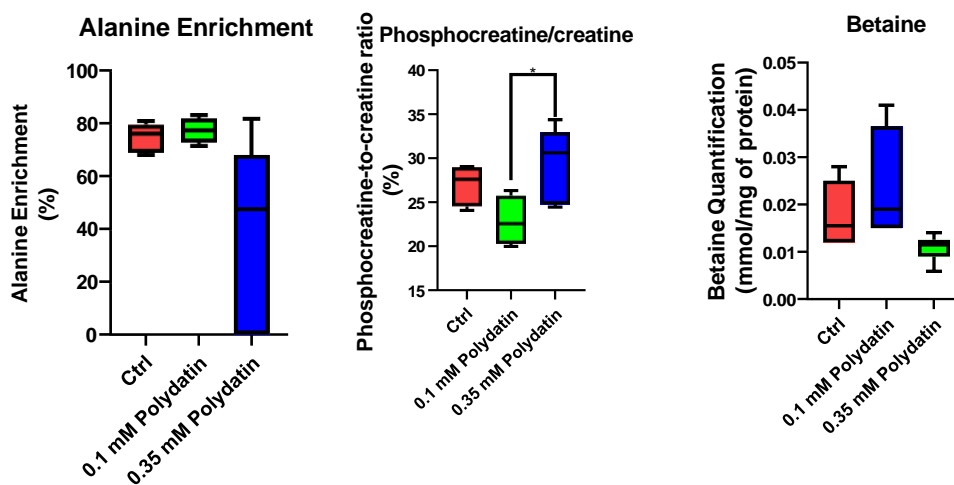 Alanine Enrichment
Alanine Enrichment
(%)
100
80
60
40
20
0
Ctrl
0.1 mM Polydatin
0.35 mM Polydatin
Phosphocreatine/creatine
Phosphocreatine-to-creatine ratio
(%)
40
35
30
25
20
15
*
Ctrl
0.1 mM Polydatin
0.35 mM Polydatin
Betaine
Betaine Quantification
(mmol/mg of protein)
0.05
0.04
0.03
0.02
0.01
0.00
Ctrl
0.1 mM Polydatin
0.35 mM Polydatin